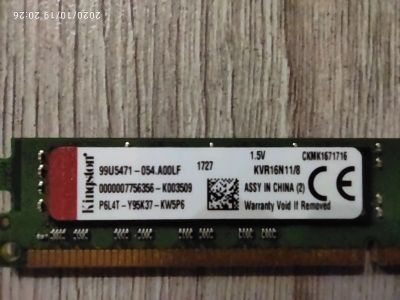 2020/10/19 20:26
Kingston
99U5471-054.A00LF 1727 1.5V CKMK1671716
0000007756356-K003509 KVR16N11/8
P6L4T-Y95K37-KW5P6 ASSY IN CHINA (2)
Warranty Void If Removed